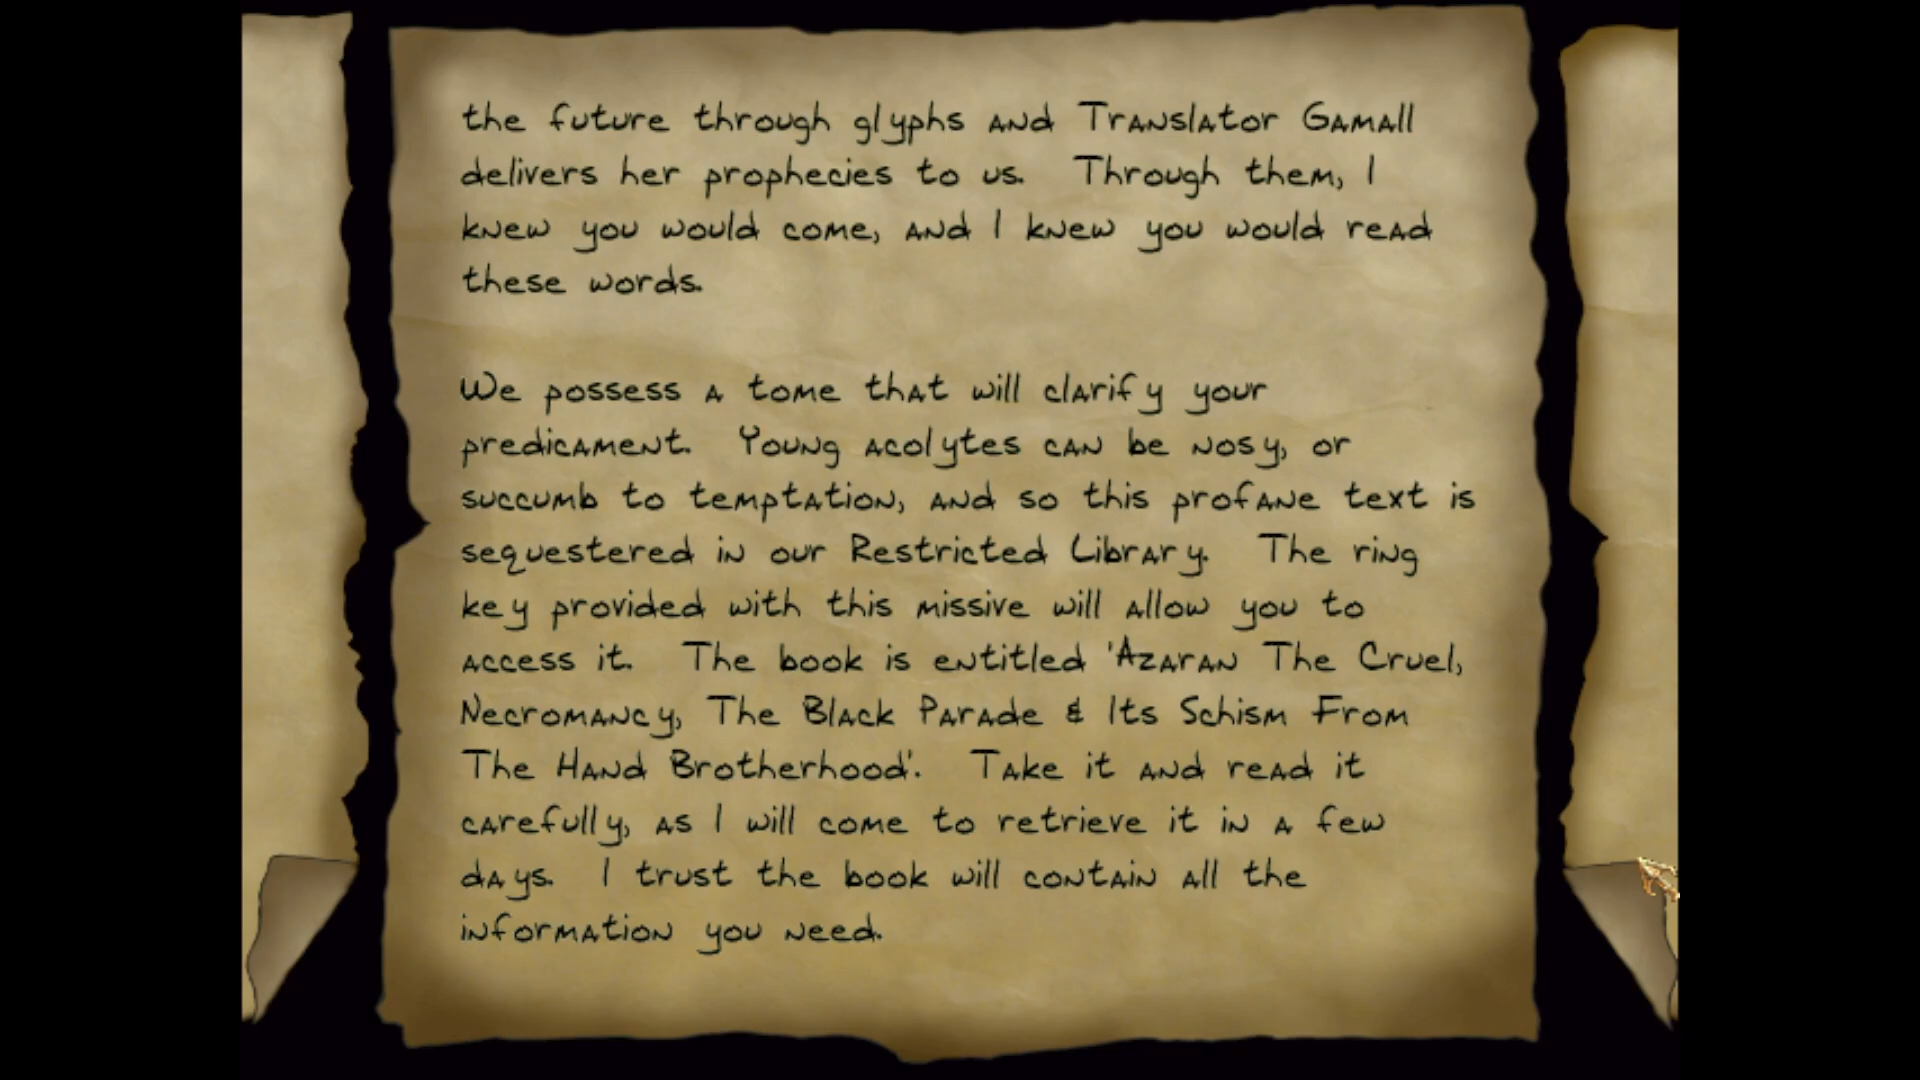 the future through glyphs and Translator Gamall
delivers her prophecies to us. Through them, I
knew you would come, and I knew you would read
these words.
We possess a tome that will clarify your
predicament. Young acolytes can be nosy, or
succumb to temptation, and so this profane text is
sequestered in our Restricted Library. The ring
key provided with this missive will allow you to
access it. The book is entitled 'Azaran The Cruel,
Necromancy, The Black Parade & Its Schism From
The Hand Brotherhood'. Take it and read it
carefully, as I will come to retrieve it in a few
days. I trust the book will contain all the
information you need.